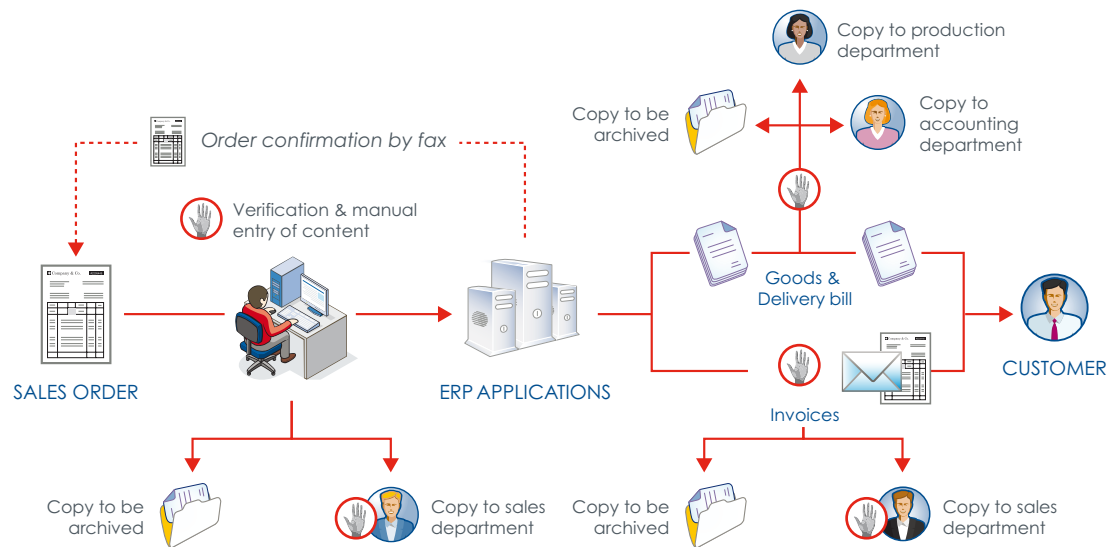 Copy to production
department
Copy to be
archived
Copy to
accounting
department
Order confirmation by fax
Verification & manual
entry of content
Company & Co.
Goods &
Delivery bill
SALES ORDER
ERP APPLICATIONS
CUSTOMER
Invoices
Copy to be
archived
Copy to sales
department
Copy to be
archived
Copy to sales
department